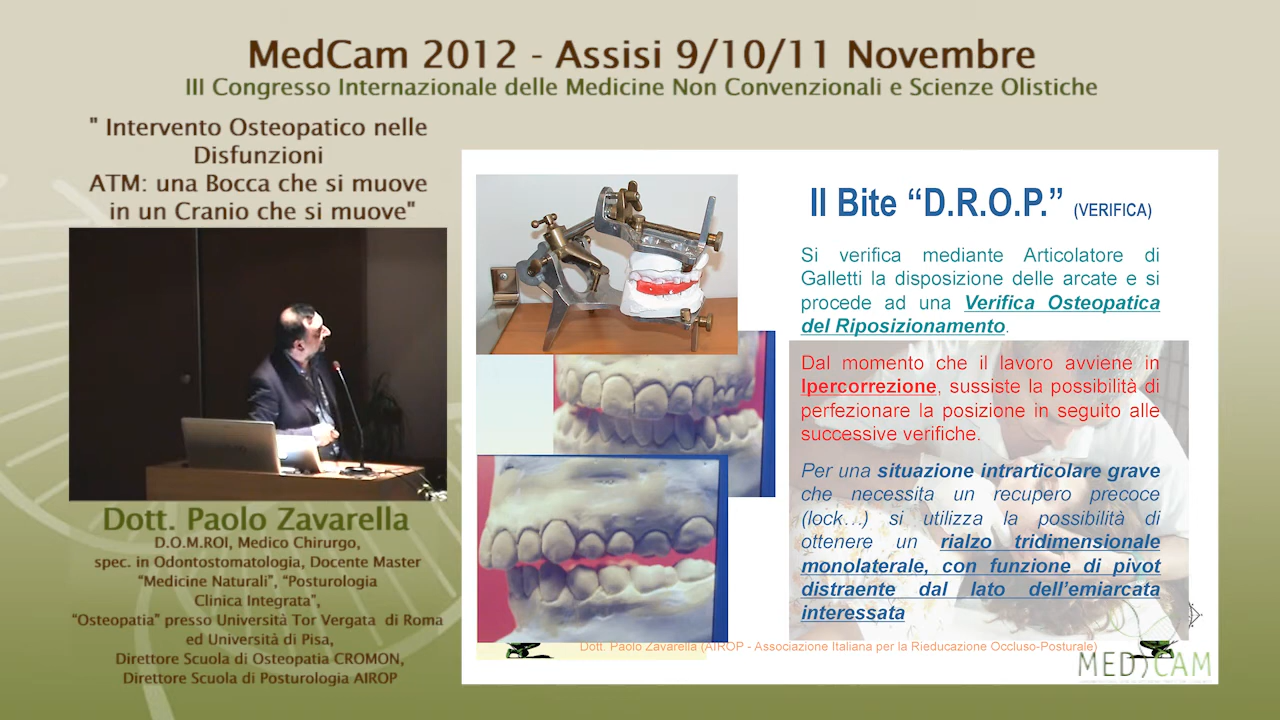 MedCam 2012 - Assisi 9/10/11 Novembre
III Congresso Internazionale delle Medicine Non Convenzionali e Scienze Olistiche
" Intervento Osteopatico nelle
Disfunzioni
ATM: una Bocca che si muove
in un Cranio che si muove"
Dott. Paolo Zavarella
D.O.M.ROI, Medico Chirurgo,
spec. in Odontostomatologia, Docente Master
“Medicine Naturali”, “Posturologia
Clinica Integrata”,
“Osteopatia” presso Università Tor Vergata di Roma
ed Università di Pisa,
Direttore Scuola di Osteopatia CROMON,
Direttore Scuola di Posturologia AIROP
Il Bite “D.R.O.P.” (VERIFICA)
Si verifica mediante Articolatore di
Galletti la disposizione delle arcate e si
procede ad una Verifica Osteopatica
del Riposizionamento.
Dal momento che il lavoro avviene in
Ipercorrezione, sussiste la possibilità di
perfezionare la posizione in seguito alle
successive verifiche.
Per una situazione intrarticolare grave
che necessita un recupero precoce
(lock…) si utilizza la possibilità di
ottenere un rialzo tridimensionale
monolaterale, con funzione di pivot
distraente dal lato dell’emiarcata
interessata
Dott. Paolo Zavarella (AIROP - Associazione Italiana per la Rieducazione Occluso-Posturale)
MEDICAM